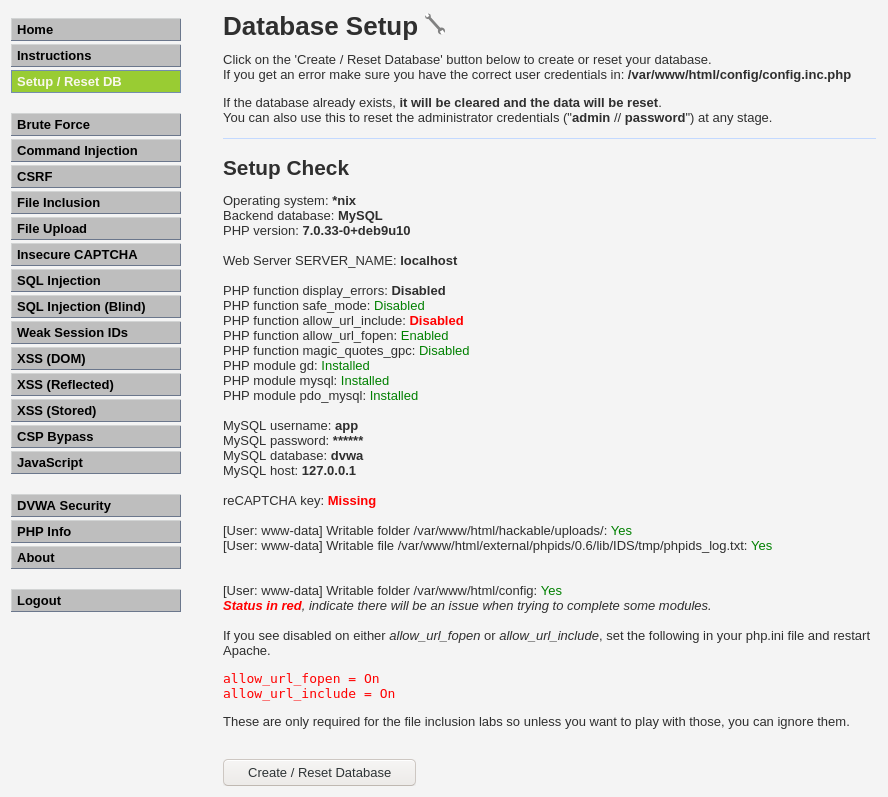 Home
Instructions
Setup / Reset DB
Brute Force
Command Injection
CSRF
File Inclusion
File Upload
Insecure CAPTCHA
SQL Injection
SQL Injection (Blind)
Weak Session IDs
XSS (DOM)
XSS (Reflected)
XSS (Stored)
CSP Bypass
JavaScript
DVWA Security
PHP Info
About
Logout
Database Setup
Click on the 'Create / Reset Database' button below to create or reset your database.
If you get an error make sure you have the correct user credentials in: /var/www/html/config/config.inc.php
If the database already exists, it will be cleared and the data will be reset.
You can also use this to reset the administrator credentials ("admin // password") at any stage.
Setup Check
Operating system: *nix
Backend database: MySQL
PHP version: 7.0.33-0+deb9u10
Web Server SERVER_NAME: localhost
PHP function display_errors: Disabled
PHP function safe_mode: Disabled
PHP function allow_url_include: Disabled
PHP function allow_url_fopen: Enabled
PHP function magic_quotes_gpc: Disabled
PHP module gd: Installed
PHP module mysql: Installed
PHP module pdo_mysql: Installed
MySQL username: app
MySQL password: ******
MySQL database: dvwa
MySQL host: 127.0.0.1
reCAPTCHA key: Missing
[User: www-data] Writable folder /var/www/html/hackable/uploads/: Yes
[User: www-data] Writable file /var/www/html/external/phpids/0.6/lib/IDS/tmp/phpids_log.txt: Yes
[User: www-data] Writable folder /var/www/html/config: Yes
Status in red, indicate there will be an issue when trying to complete some modules.
If you see disabled on either allow_url_fopen or allow_url_include, set the following in your php.ini file and restart
Apache.
allow_url_fopen = On
allow_url_include = On
These are only required for the file inclusion labs so unless you want to play with those, you can ignore them.
Create / Reset Database